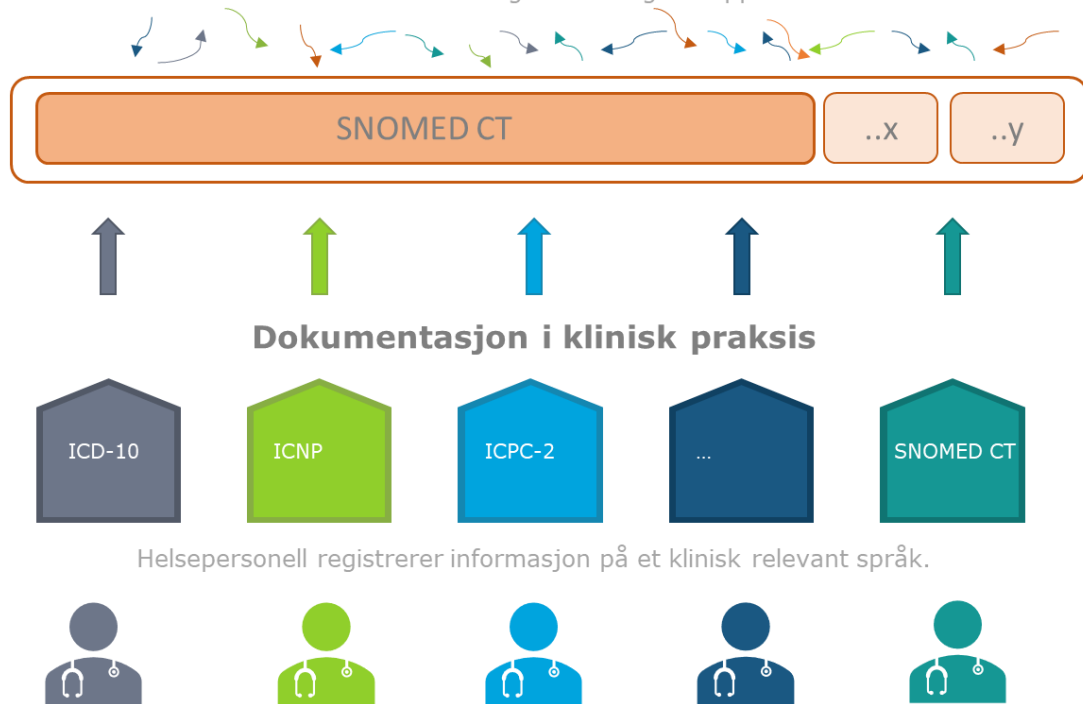 SNOMED CT
..x
..y
Dokumentasjon i klinisk praksis
ICD-10
ICNP
ICPC-2
...
SNOMED CT
Helsepersonell registrerer informasjon på et klinisk relevant språk.